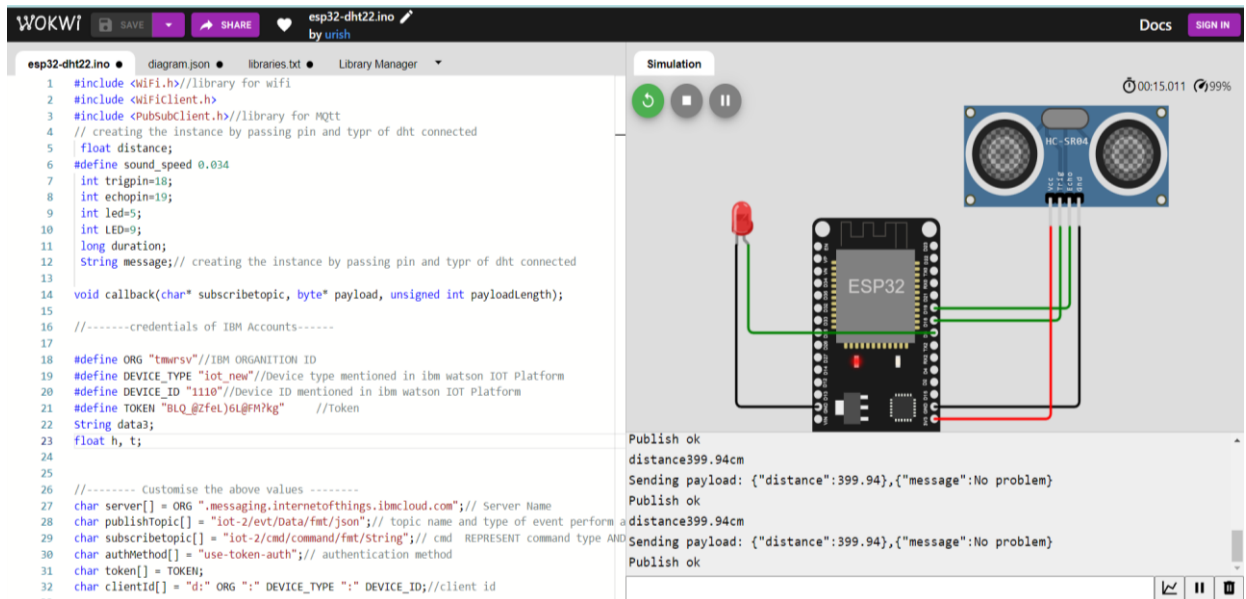 WOKWI SAVE SHARE esp32-dht22.ino Docs SIGN IN
by urish
esp32-dht22.ino ● diagram.json ● libraries.txt ● Library Manager
1 #include <WiFi.h>//library for wifi
2 #include <WiFiClient.h>
3 #include <PubSubClient.h>//library for MQtt
4 // creating the instance by passing pin and typr of dht connected
5 float distance;
6 #define sound_speed 0.034
7 int trigpin=18;
8 int echopin=19;
9 int led=5;
10 int LED=9;
11 long duration;
12 String message;// creating the instance by passing pin and typr of dht connected
13
14 void callback(char* subscribetopic, byte* payload, unsigned int payloadLength);
15
16 //-------credentials of IBM Accounts------
17
18 #define ORG "tmwrsv"//IBM ORGANITION ID
19 #define DEVICE_TYPE "iot_new"//Device type mentioned in ibm watson IOT Platform
20 #define DEVICE_ID "1110"//Device ID mentioned in ibm watson IOT Platform
21 #define TOKEN "BLQ_@ZfeL)6L@FM?kg" //Token
22 String data3;
23 float h, t;
24
25
26 //-------- Customise the above values --------
27 char server[] = ORG ".messaging.internetofthings.ibmcloud.com";// Server Name
28 char publishTopic[] = "iot-2/evt/Data/fmt/json";// topic name and type of event perform a
29 char subscribetopic[] = "iot-2/cmd/command/fmt/String";// cmd REPRESENT command type AND
30 char authMethod[] = "use-token-auth";// authentication method
31 char token[] = TOKEN;
32 char clientId[] = "d:" ORG ":" DEVICE_TYPE ":" DEVICE_ID;//client id
Simulation
00:15.011 99%
HC-SR04
Vcc
Trig
Echo
Gnd
ESP32
Publish ok
distance399.94cm
Sending payload: {"distance":399.94},{"message":No problem}
Publish ok
distance399.94cm
Sending payload: {"distance":399.94},{"message":No problem}
Publish ok